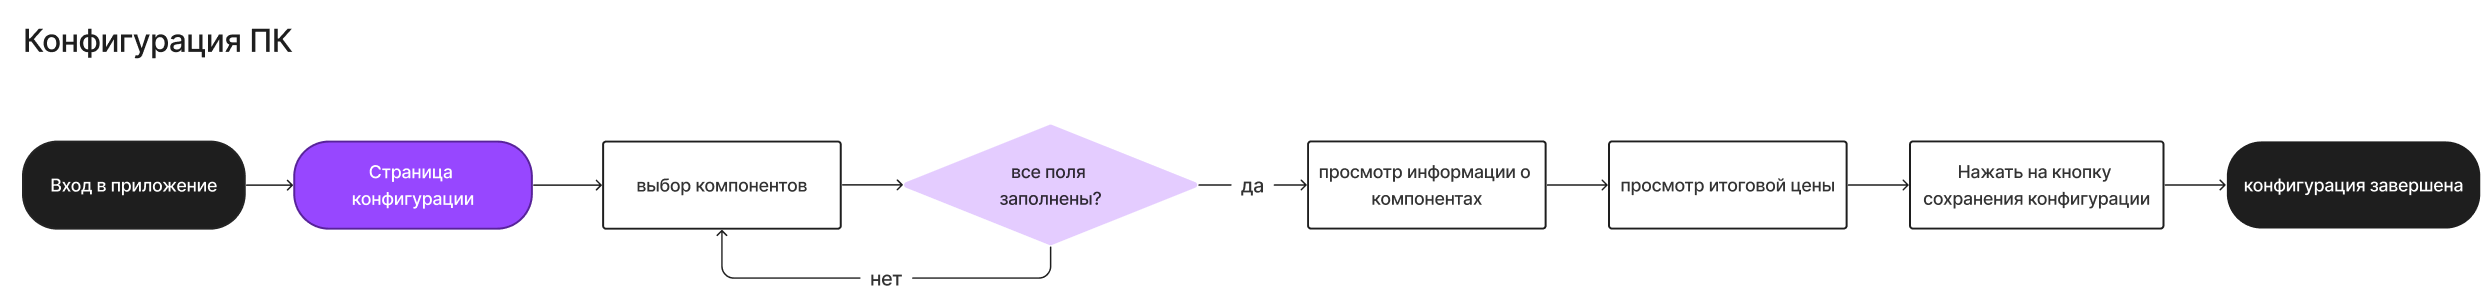 Конфигурация ПК
Вход в приложение
Страница
конфигурации
выбор компонентов
все поля
заполнены?
да
нет
просмотр информации о
компонентах
просмотр итоговой цены
Нажать на кнопку
сохранения конфигурации
конфигурация завершена